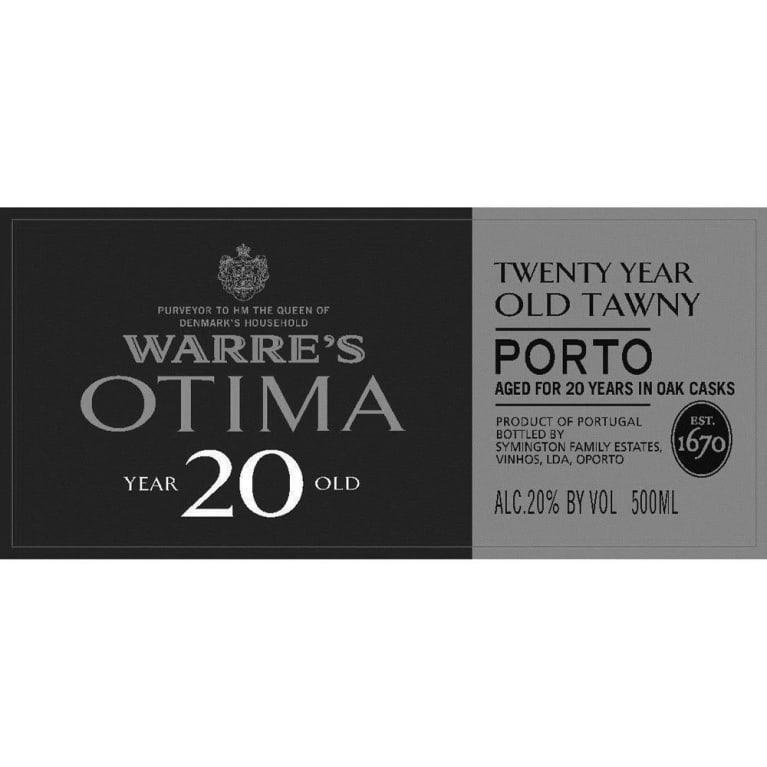 PURVEYOR TO HM THE QUEEN OF
DENMARK'S HOUSEHOLD
WARRE'S
OTIMA
YEAR 20 OLD
TWENTY YEAR
OLD TAWNY
PORTO
AGED FOR 20 YEARS IN OAK CASKS
PRODUCT OF PORTUGAL
BOTTLED BY
SYMINGTON FAMILY ESTATES,
VINHOS, LDA, OPORTO
EST.
1670
ALC.20% BY VOL 500ML